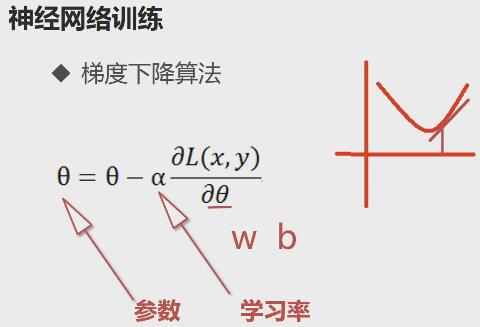 神经网络训练
◆ 梯度下降算法
θ = θ − α ∂L(x, y) / ∂θ
w b
参数 学习率